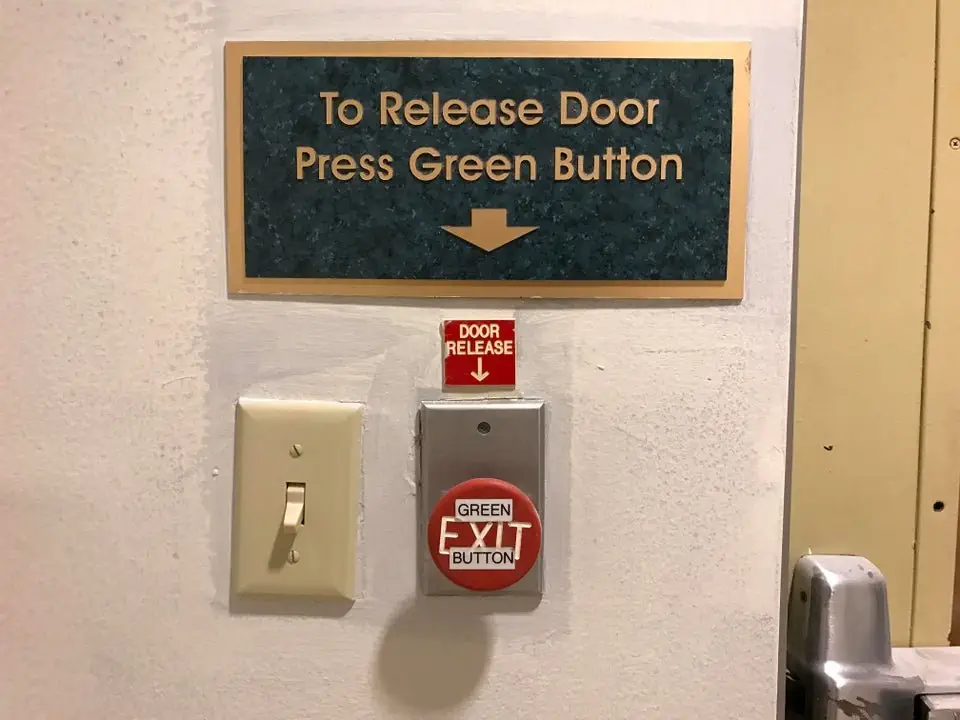 To Release Door
Press Green Button
DOOR
RELEASE
GREEN
EXIT
BUTTON